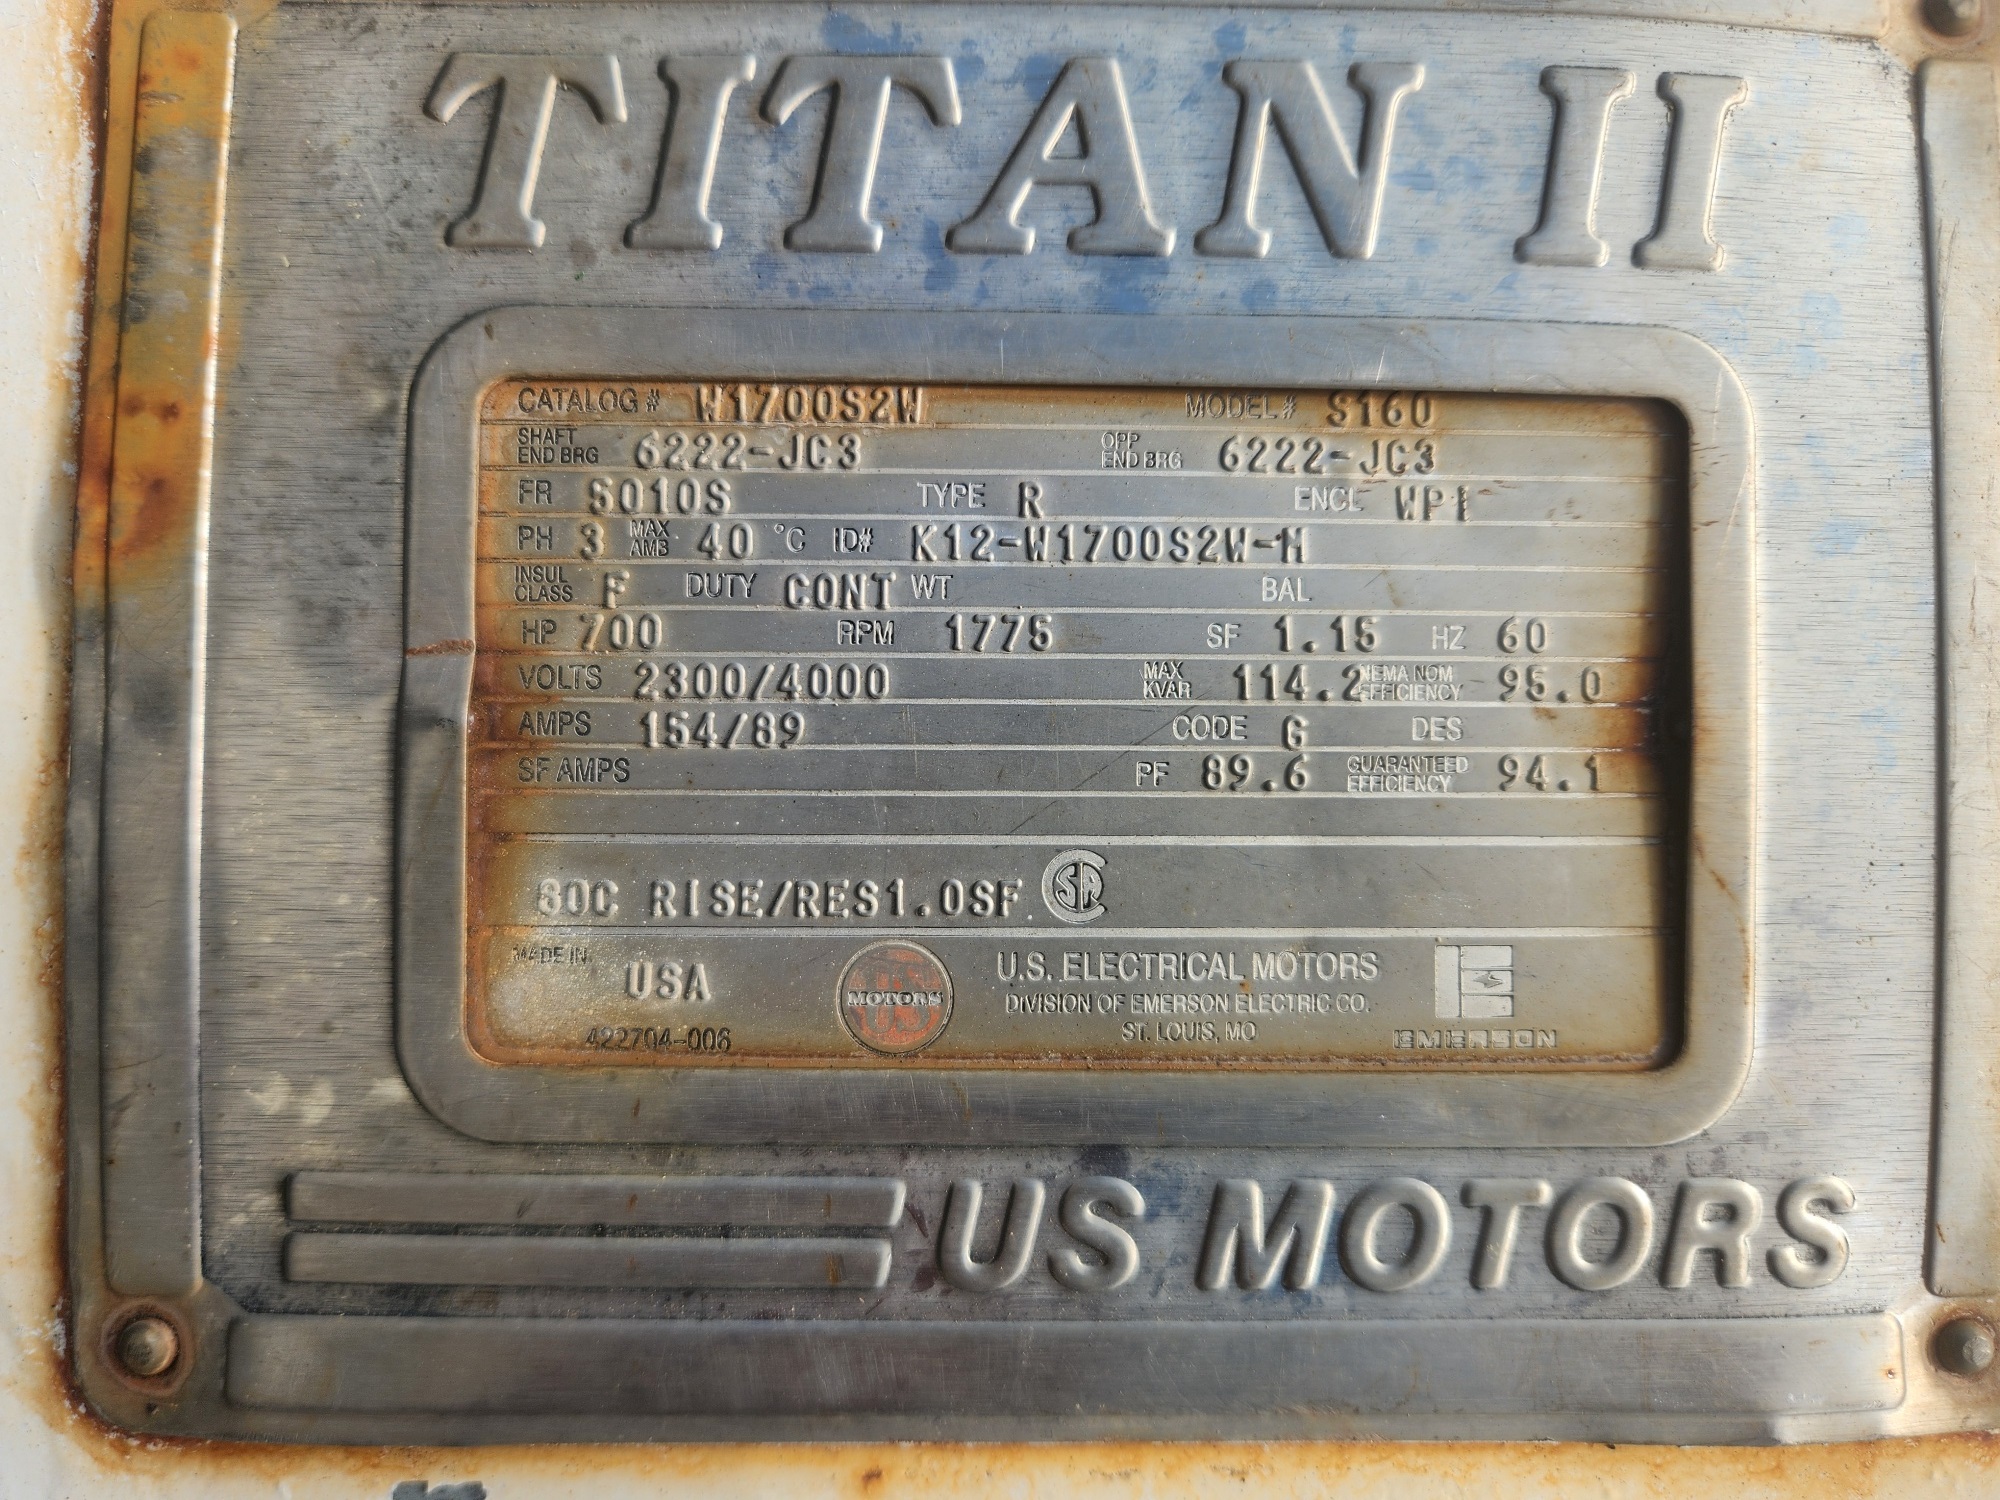 TITAN II
CATALOG # W1700S2W MODEL # S160
SHAFT END BRG 6222-JC3 OPP END BRG 6222-JC3
FR 5010S TYPE R ENCL WPI
PH 3 MAX AMB 40 °C ID# K12-W1700S2W-M
INSUL CLASS F DUTY CONT WT BAL
HP 700 RPM 1775 SF 1.15 HZ 60
VOLTS 2300/4000 MAX KVAR 114.2 NEMA NOM EFFICIENCY 95.0
AMPS 154/89 CODE G DES
SF AMPS PF 89.6 GUARANTEED EFFICIENCY 94.1
80C RISE/RES1.0SF CSA
MADE IN USA
422704-006
US MOTORS
U.S. ELECTRICAL MOTORS
DIVISION OF EMERSON ELECTRIC CO.
ST. LOUIS, MO
EMERSON
US MOTORS